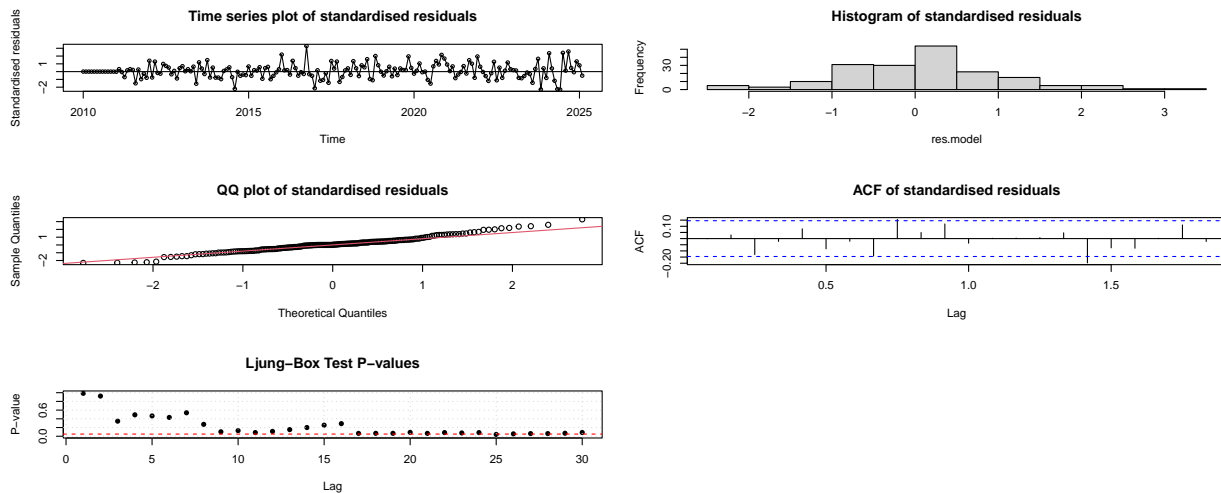 Time series plot of standardised residuals
Standardised residuals
1
−2
2010
2015
2020
2025
Time
Histogram of standardised residuals
Frequency
30
0
−2
−1
0
1
2
3
res.model
QQ plot of standardised residuals
Sample Quantiles
1
−2
−2
−1
0
1
2
Theoretical Quantiles
ACF of standardised residuals
ACF
0.10
−0.20
0.5
1.0
1.5
Lag
Ljung−Box Test P−values
P−value
0.6
0.0
0
5
10
15
20
25
30
Lag